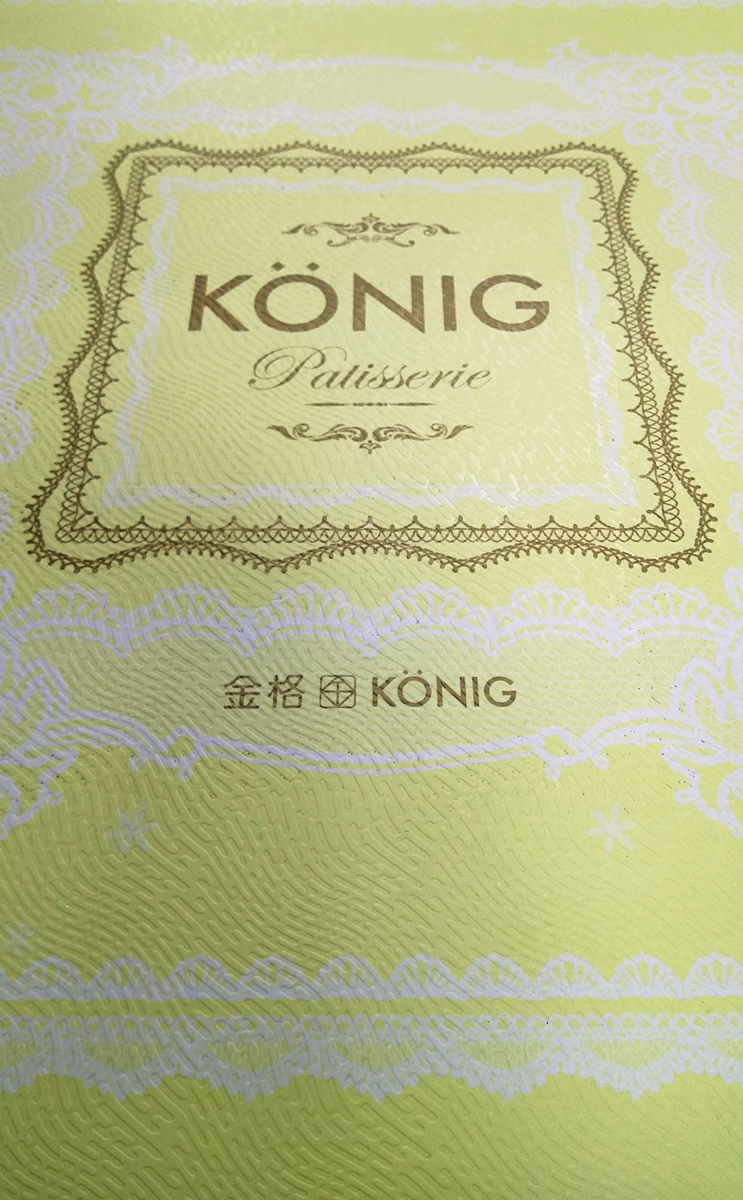 KÖNIG
Patisserie
金格 KÖNIG